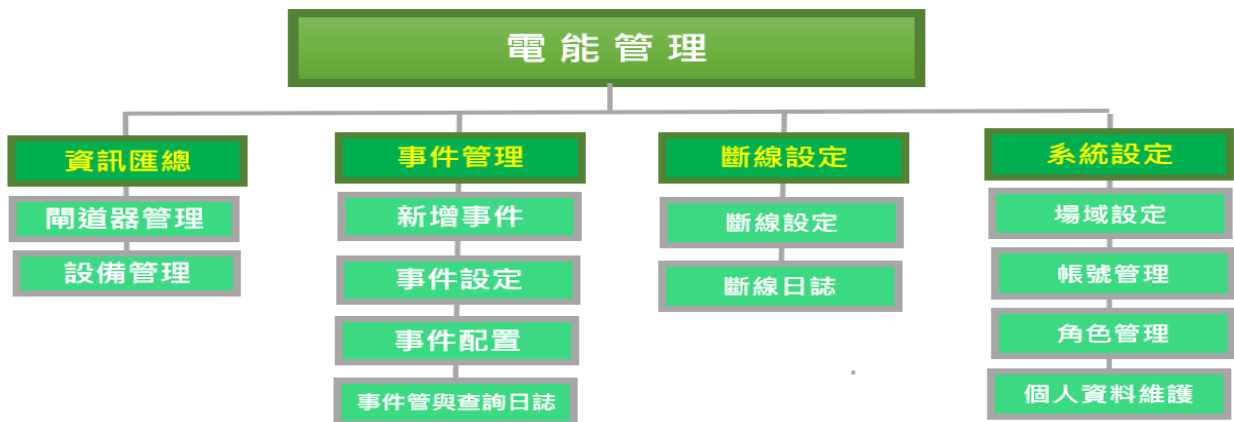 電能管理
資訊匯總
閘道器管理
設備管理
事件管理
新增事件
事件設定
事件配置
事件管與查詢日誌
斷線設定
斷線設定
斷線日誌
系統設定
場域設定
帳號管理
角色管理
個人資料維護